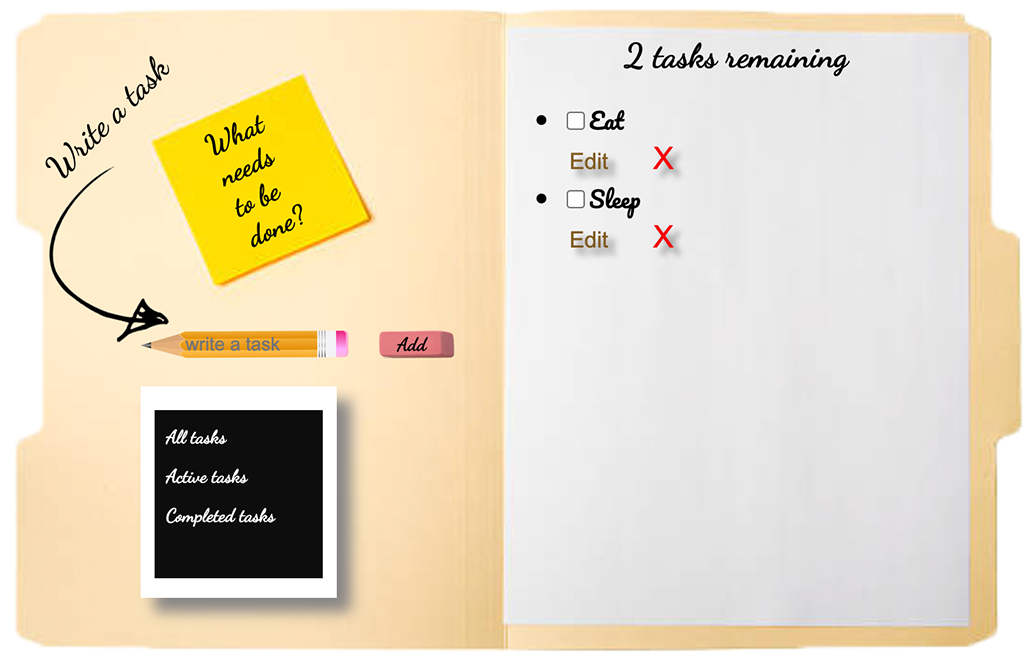 Write a task
What
needs
to be
done?
write a task
Add
All tasks
Active tasks
Completed tasks
2 tasks remaining
Eat
Edit X
Sleep
Edit X